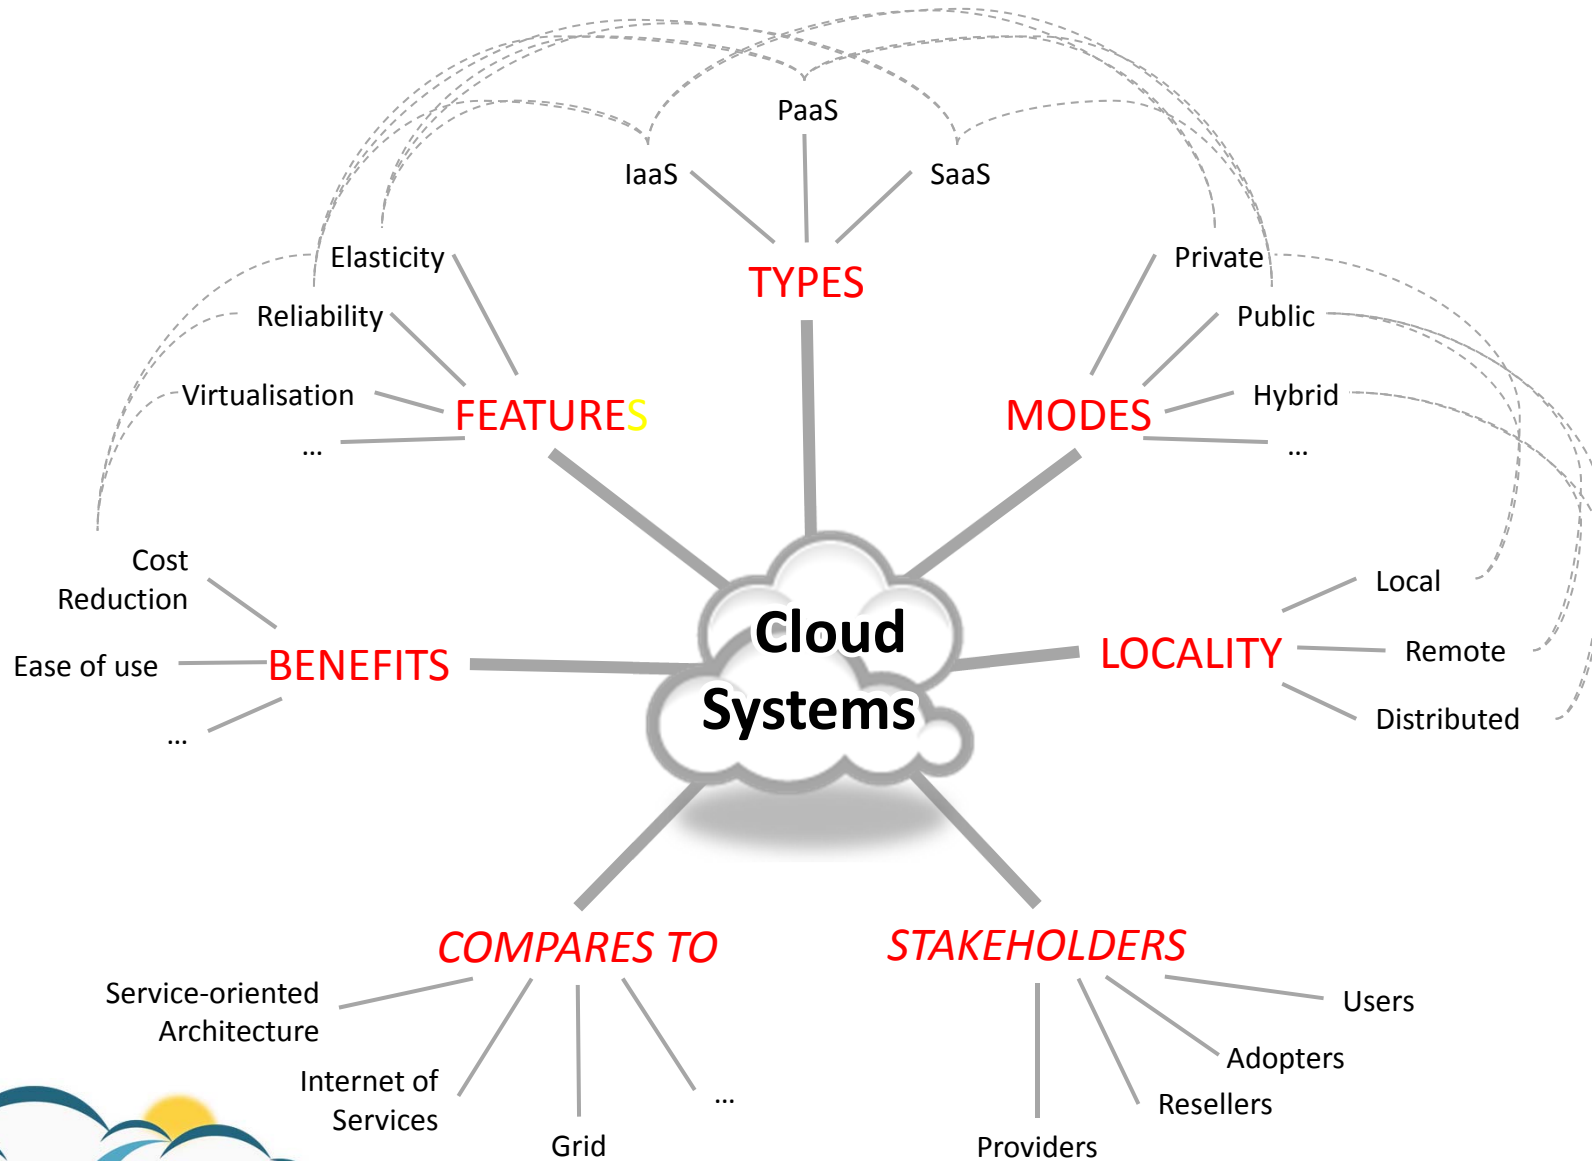 PaaS
IaaS
SaaS
TYPES
Elasticity
Reliability
Virtualisation
...
FEATURES
Private
Public
Hybrid
...
MODES
Cost
Reduction
Ease of use
...
BENEFITS
Cloud
Systems
LOCALITY
Local
Remote
Distributed
COMPARES TO
Service-oriented
Architecture
Internet of
Services
Grid
...
STAKEHOLDERS
Users
Adopters
Resellers
Providers